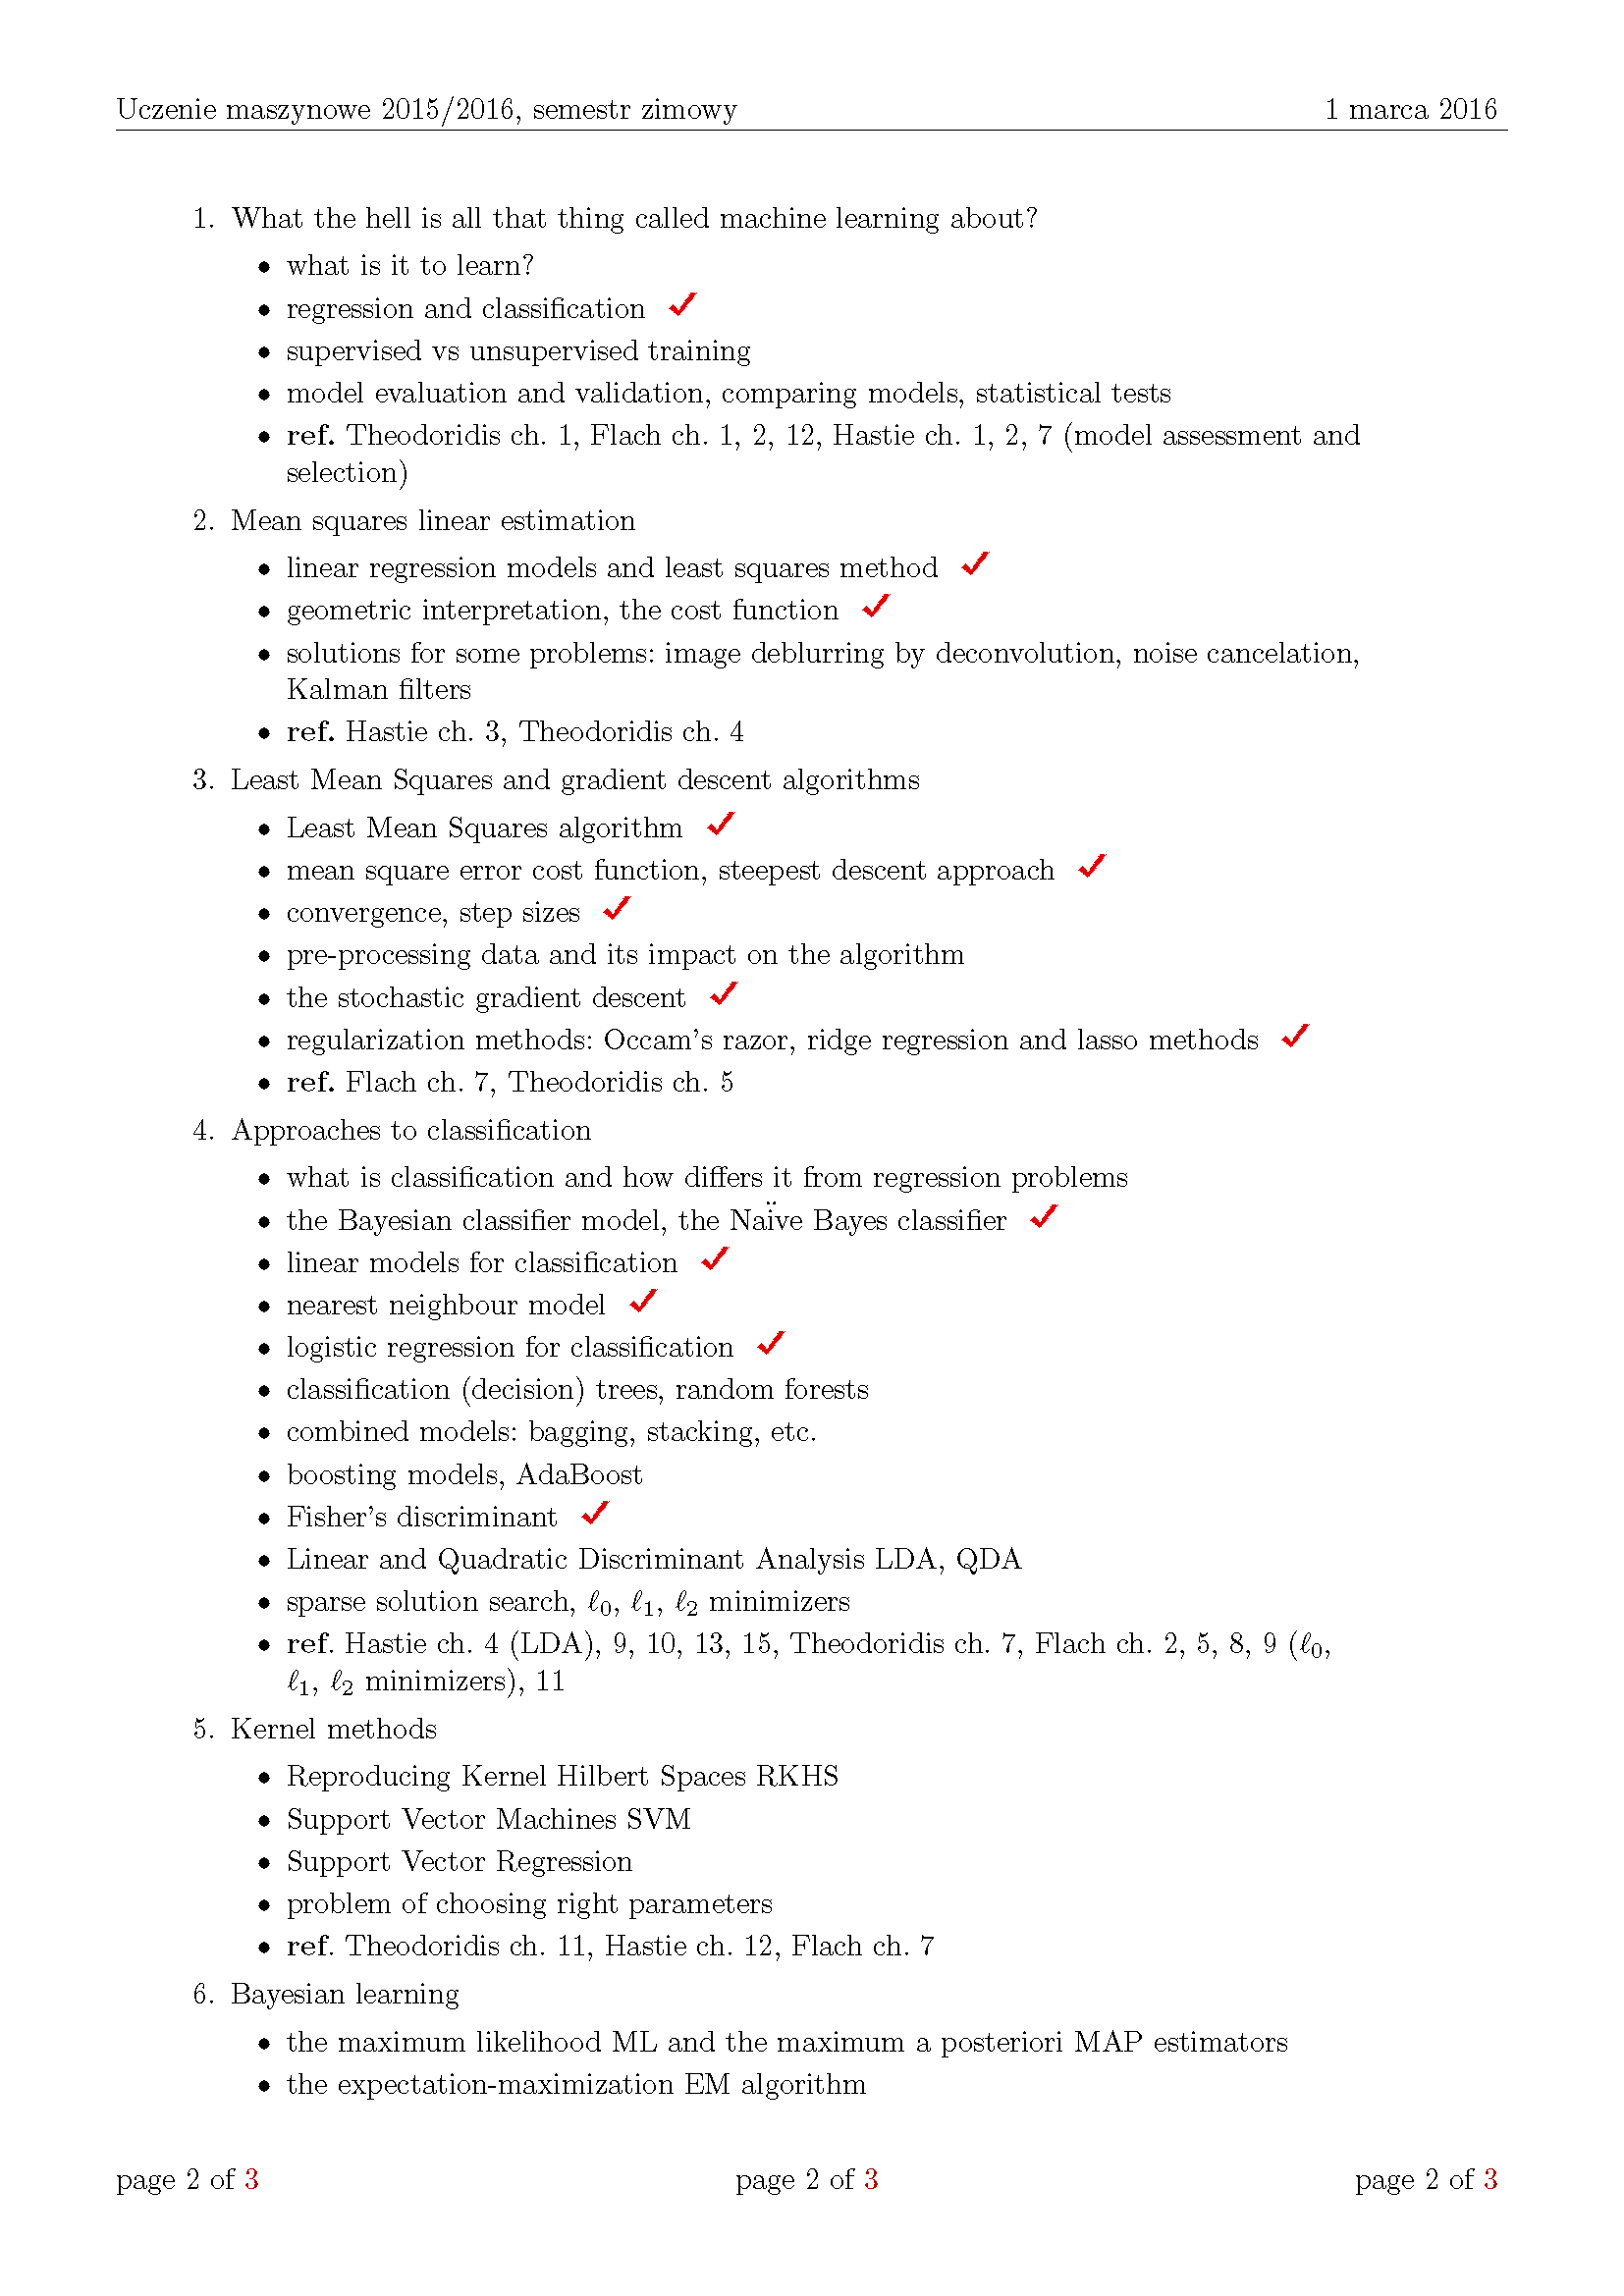 Uczenie maszynowe 2015/2016, semestr zimowy 1 marca 2016
1. What the hell is all that thing called machine learning about?
• what is it to learn?
• regression and classification ✓
• supervised vs unsupervised training
• model evaluation and validation, comparing models, statistical tests
• ref. Theodoridis ch. 1, Flach ch. 1, 2, 12, Hastie ch. 1, 2, 7 (model assessment and
selection)
2. Mean squares linear estimation
• linear regression models and least squares method ✓
• geometric interpretation, the cost function ✓
• solutions for some problems: image deblurring by deconvolution, noise cancelation,
Kalman filters
• ref. Hastie ch. 3, Theodoridis ch. 4
3. Least Mean Squares and gradient descent algorithms
• Least Mean Squares algorithm ✓
• mean square error cost function, steepest descent approach ✓
• convergence, step sizes ✓
• pre-processing data and its impact on the algorithm
• the stochastic gradient descent ✓
• regularization methods: Occam's razor, ridge regression and lasso methods ✓
• ref. Flach ch. 7, Theodoridis ch. 5
4. Approaches to classification
• what is classification and how differs it from regression problems
• the Bayesian classifier model, the Naïve Bayes classifier ✓
• linear models for classification ✓
• nearest neighbour model ✓
• logistic regression for classification ✓
• classification (decision) trees, random forests
• combined models: bagging, stacking, etc.
• boosting models, AdaBoost
• Fisher's discriminant ✓
• Linear and Quadratic Discriminant Analysis LDA, QDA
• sparse solution search, ℓ₀, ℓ₁, ℓ₂ minimizers
• ref. Hastie ch. 4 (LDA), 9, 10, 13, 15, Theodoridis ch. 7, Flach ch. 2, 5, 8, 9 (ℓ₀,
ℓ₁, ℓ₂ minimizers), 11
5. Kernel methods
• Reproducing Kernel Hilbert Spaces RKHS
• Support Vector Machines SVM
• Support Vector Regression
• problem of choosing right parameters
• ref. Theodoridis ch. 11, Hastie ch. 12, Flach ch. 7
6. Bayesian learning
• the maximum likelihood ML and the maximum a posteriori MAP estimators
• the expectation-maximization EM algorithm
page 2 of 3 page 2 of 3 page 2 of 3